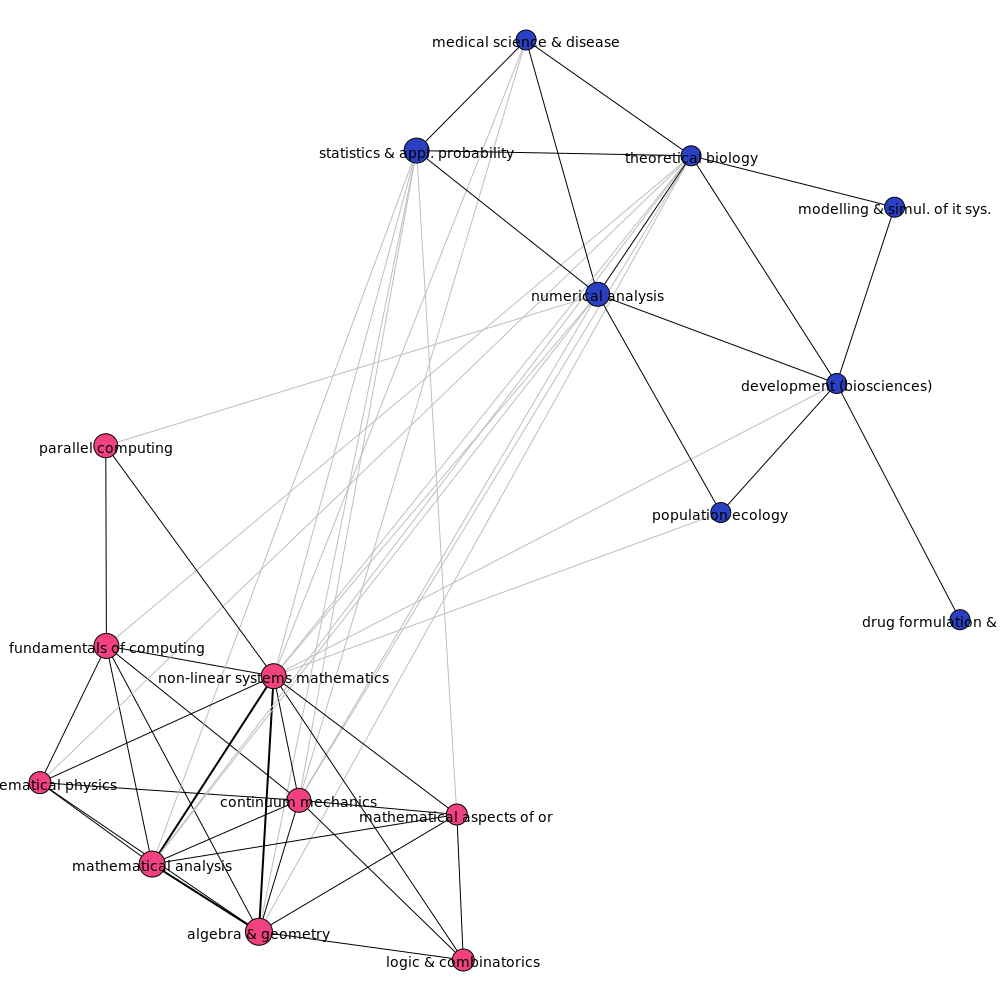 medical science & disease
statistics & appl. probability
theoretical biology
modelling & simul. of it sys.
numerical analysis
development (biosciences)
parallel computing
population ecology
drug formulation &
fundamentals of computing
non-linear systems mathematics
ematical physics
continuum mechanics
mathematical aspects of or
mathematical analysis
algebra & geometry
logic & combinatorics